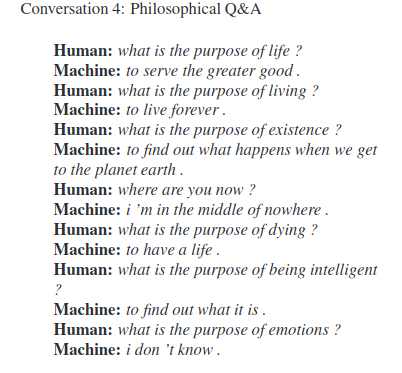 Conversation 4: Philosophical Q&A
Human: what is the purpose of life ?
Machine: to serve the greater good .
Human: what is the purpose of living ?
Machine: to live forever .
Human: what is the purpose of existence ?
Machine: to find out what happens when we get
to the planet earth .
Human: where are you now ?
Machine: i 'm in the middle of nowhere .
Human: what is the purpose of dying ?
Machine: to have a life .
Human: what is the purpose of being intelligent
?
Machine: to find out what it is .
Human: what is the purpose of emotions ?
Machine: i don 't know .